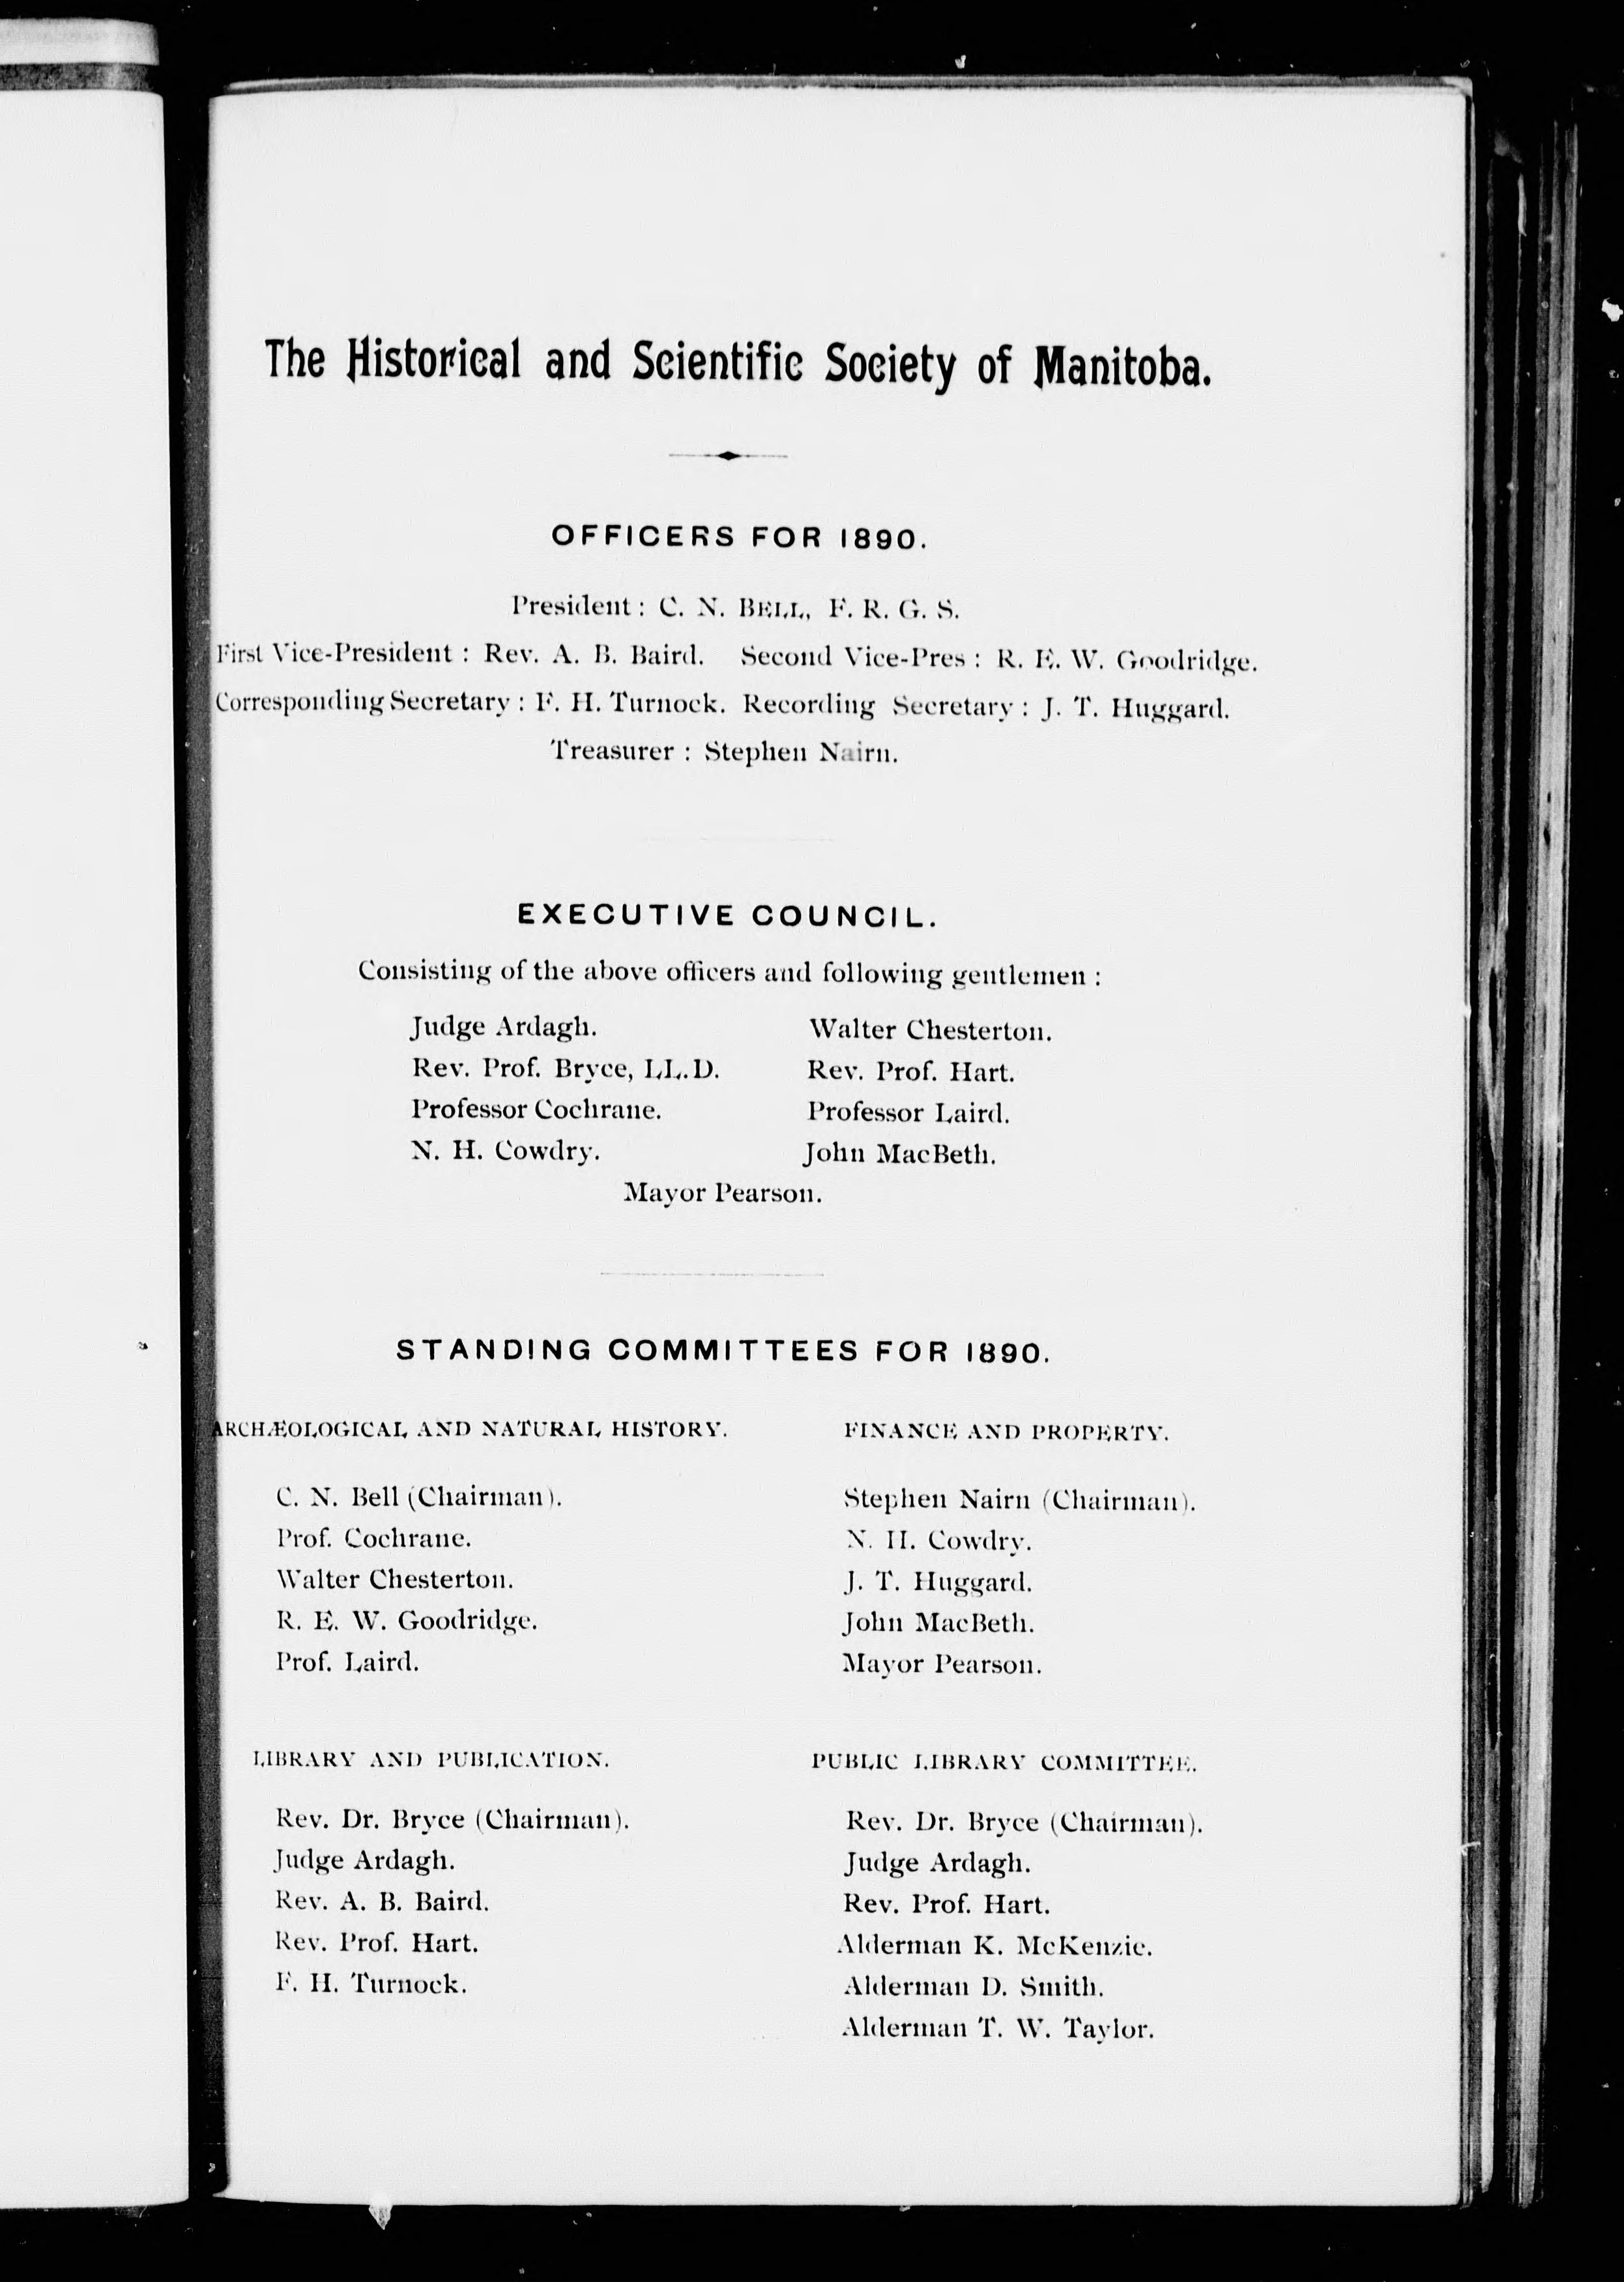 The Historical and Scientific Society of Manitoba.
OFFICERS FOR 1890.
President : C. N. BELL, F. R. G. S.
First Vice-President : Rev. A. B. Baird. Second Vice-Pres : R. E. W. Goodridge.
Corresponding Secretary : F. H. Turnock. Recording Secretary : J. T. Huggard.
Treasurer : Stephen Nairn.
EXECUTIVE COUNCIL.
Consisting of the above officers and following gentlemen :
Judge Ardagh. Walter Chesterton.
Rev. Prof. Bryce, LL.D. Rev. Prof. Hart.
Professor Cochrane. Professor Laird.
N. H. Cowdry. John MacBeth.
Mayor Pearson.
STANDING COMMITTEES FOR 1890.
ARCHÆOLOGICAL AND NATURAL HISTORY.
C. N. Bell (Chairman).
Prof. Cochrane.
Walter Chesterton.
R. E. W. Goodridge.
Prof. Laird.
FINANCE AND PROPERTY.
Stephen Nairn (Chairman).
N. H. Cowdry.
J. T. Huggard.
John MacBeth.
Mayor Pearson.
LIBRARY AND PUBLICATION.
Rev. Dr. Bryce (Chairman).
Judge Ardagh.
Rev. A. B. Baird.
Rev. Prof. Hart.
F. H. Turnock.
PUBLIC LIBRARY COMMITTEE.
Rev. Dr. Bryce (Chairman).
Judge Ardagh.
Rev. Prof. Hart.
Alderman K. McKenzie.
Alderman D. Smith.
Alderman T. W. Taylor.